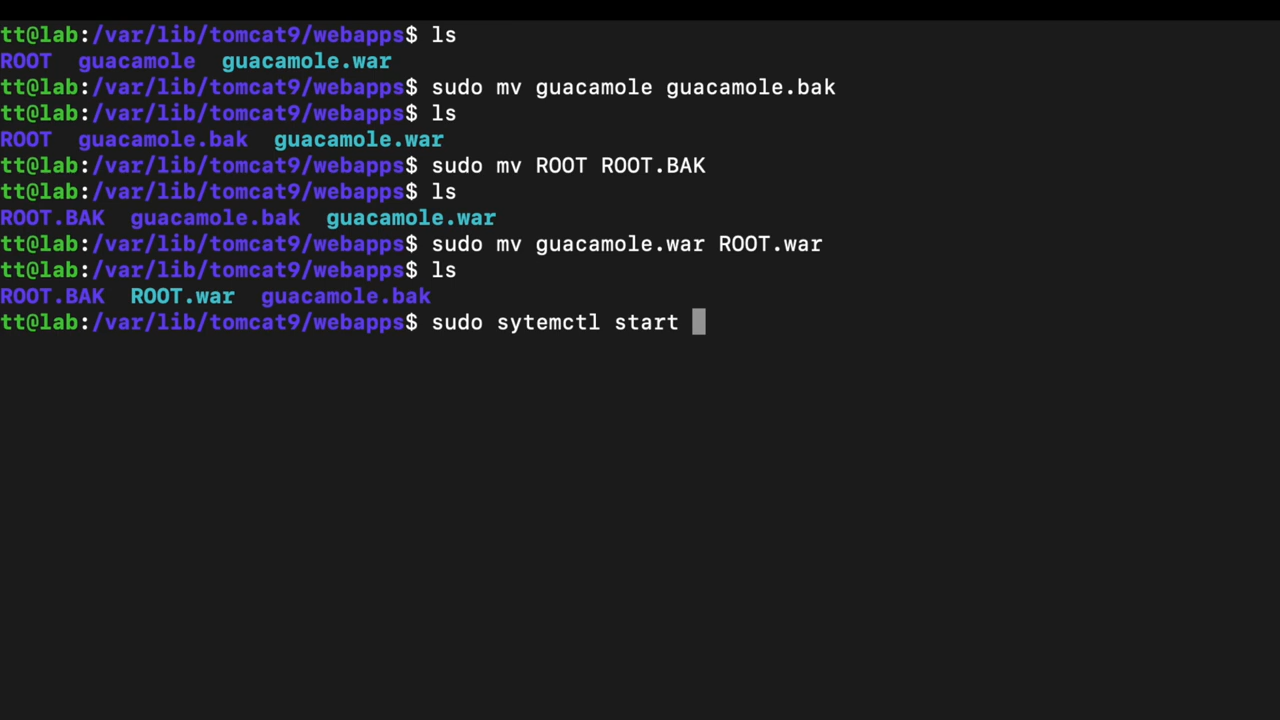 tt@lab:/var/lib/tomcat9/webapps$ ls
ROOT  guacamole  guacamole.war
tt@lab:/var/lib/tomcat9/webapps$ sudo mv guacamole guacamole.bak
tt@lab:/var/lib/tomcat9/webapps$ ls
ROOT  guacamole.bak  guacamole.war
tt@lab:/var/lib/tomcat9/webapps$ sudo mv ROOT ROOT.BAK
tt@lab:/var/lib/tomcat9/webapps$ ls
ROOT.BAK  guacamole.bak  guacamole.war
tt@lab:/var/lib/tomcat9/webapps$ sudo mv guacamole.war ROOT.war
tt@lab:/var/lib/tomcat9/webapps$ ls
ROOT.BAK  ROOT.war  guacamole.bak
tt@lab:/var/lib/tomcat9/webapps$ sudo sytemctl start